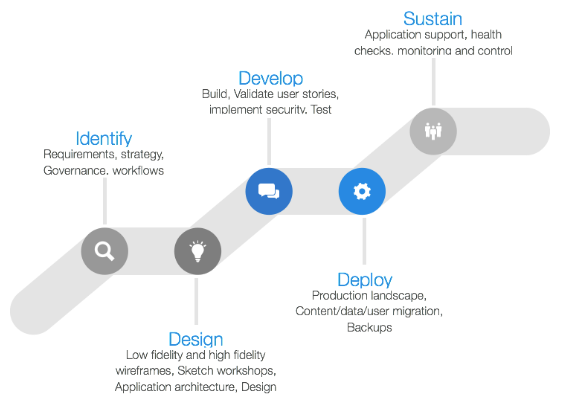 Identify
Requirements, strategy,
Governance, workflows
Design
Low fidelity and high fidelity
wireframes, Sketch workshops,
Application architecture, Design
Develop
Build, Validate user stories,
implement security, Test
Deploy
Production landscape,
Content/data/user migration,
Backups
Sustain
Application support, health
checks, monitoring and control